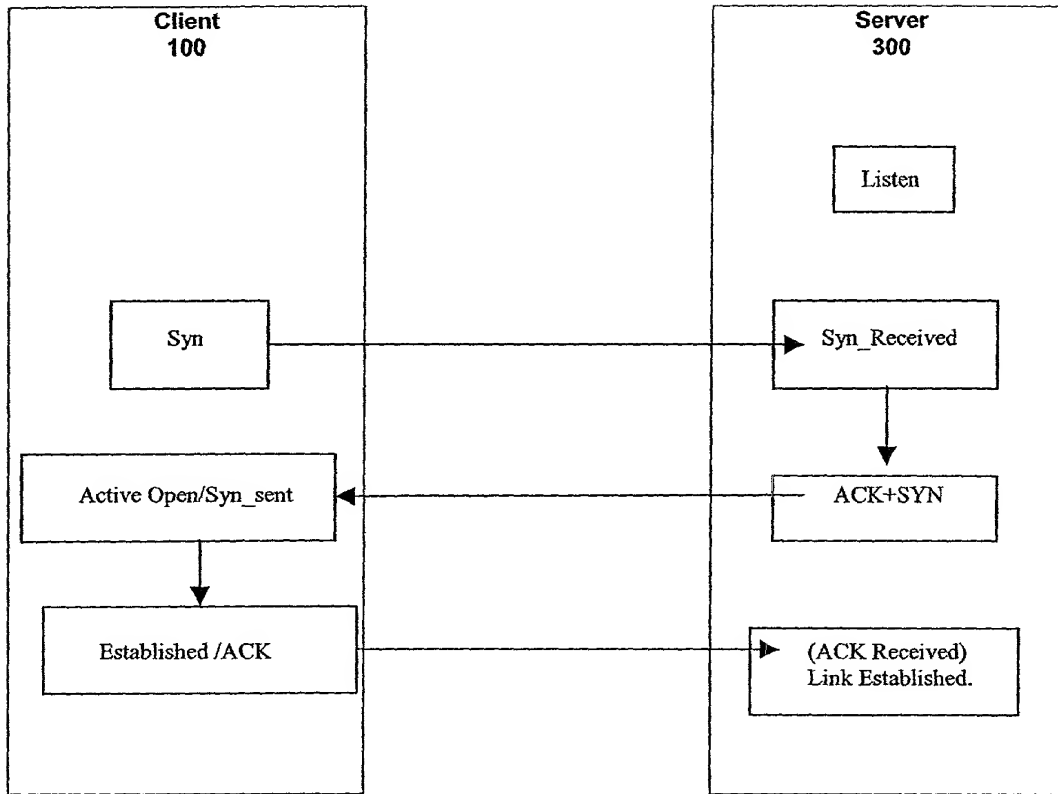 Client
100
Server
300
Listen
Syn
Syn_Received
Active Open/Syn_sent
ACK+SYN
Established /ACK
(ACK Received)
Link Established.